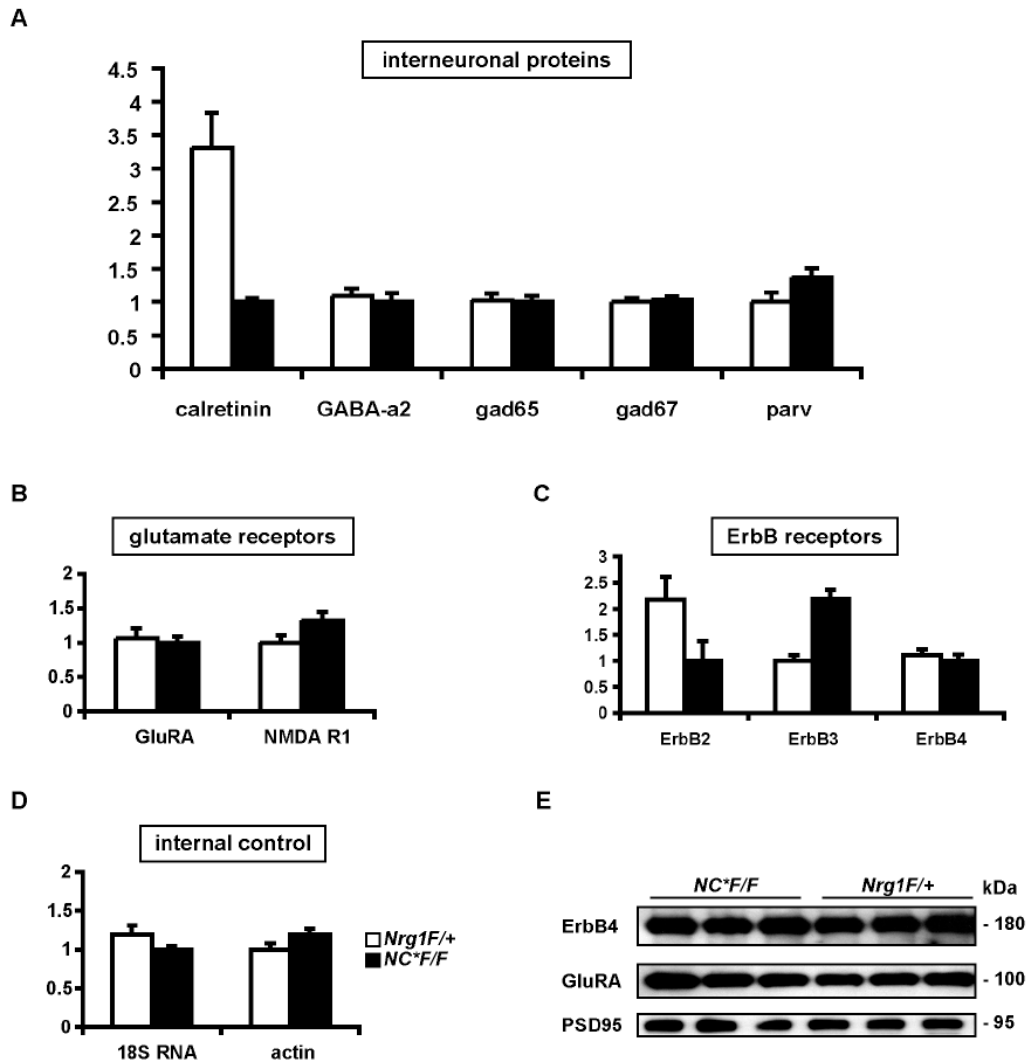 A
interneuronal proteins
4.5
4
3.5
3
2.5
2
1.5
1
0.5
0
calretinin GABA-a2 gad65 gad67 parv
B
glutamate receptors
2
1.5
1
0.5
0
GluRA NMDA R1
C
ErbB receptors
3
2.5
2
1.5
1
0.5
0
ErbB2 ErbB3 ErbB4
D
internal control
2
1.5
1
0.5
0
18S RNA actin
Nrg1F/+
NC*F/F
E
NC*F/F Nrg1F/+ kDa
ErbB4 - 180
GluRA - 100
PSD95 - 95